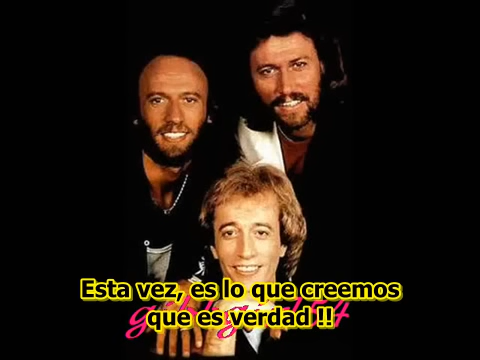 Esta vez, es lo que creemos
que es verdad !!